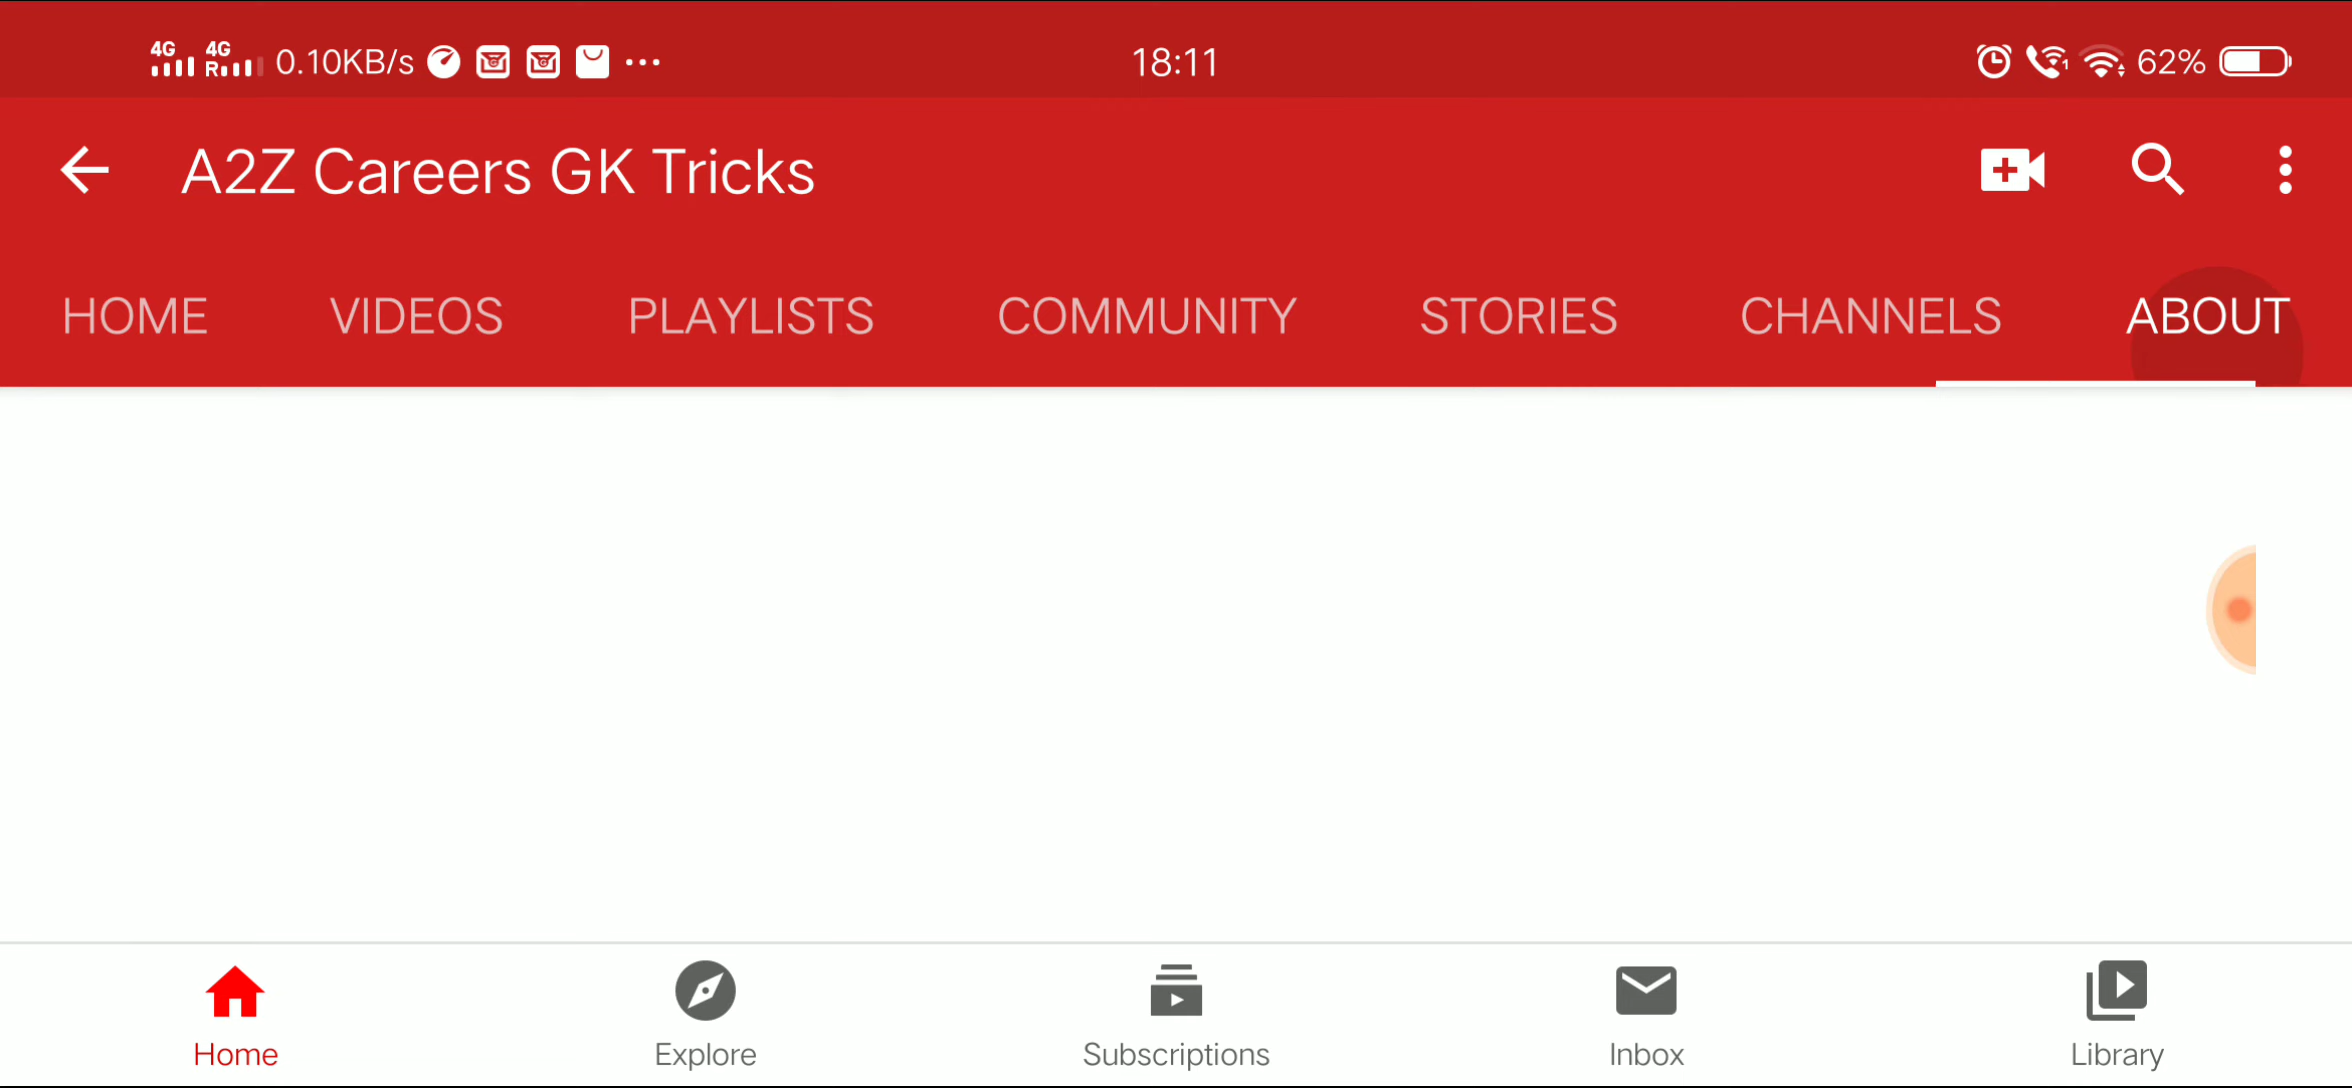 4G 4G R 0.10KB/s 18:11 1 62%
A2Z Careers GK Tricks
HOME VIDEOS PLAYLISTS COMMUNITY STORIES CHANNELS ABOUT
Home Explore Subscriptions Inbox Library